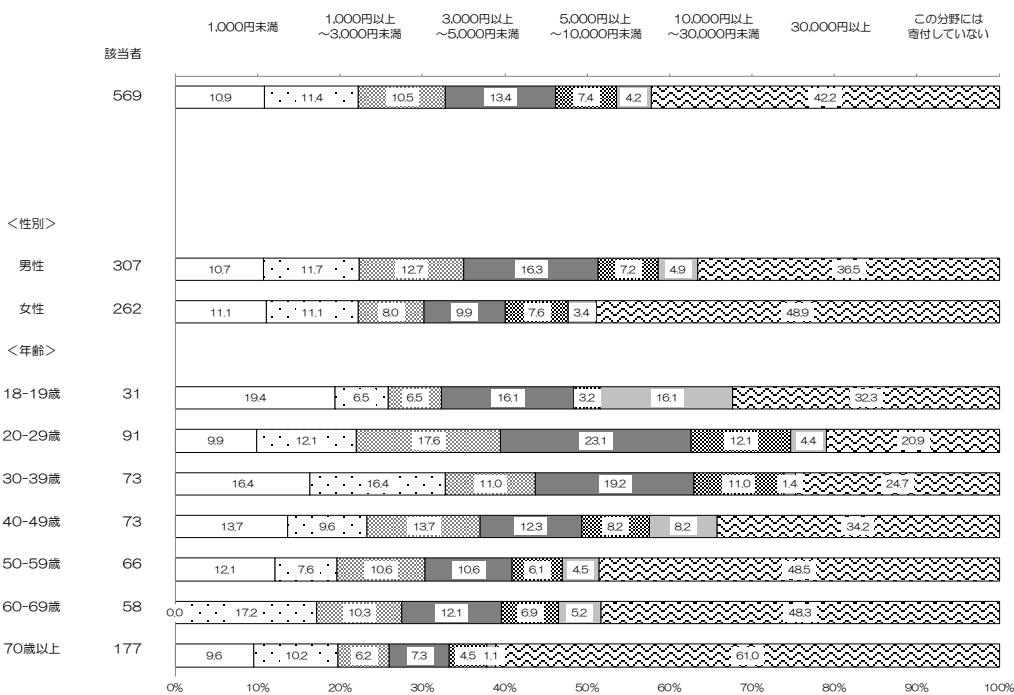 1,000円未満
1,000円以上
～3,000円未満
3,000円以上
～5,000円未満
5,000円以上
～10,000円未満
10,000円以上
～30,000円未満
30,000円以上
この分野には
寄付していない
該当者
569 10.9 11.4 10.5 13.4 7.4 4.2 42.2
＜性別＞
男性 307 10.7 11.7 12.7 16.3 7.2 4.9 36.5
女性 262 11.1 11.1 8.0 9.9 7.6 3.4 48.9
＜年齢＞
18-19歳 31 19.4 6.5 6.5 16.1 3.2 16.1 32.3
20-29歳 91 9.9 12.1 17.6 23.1 12.1 4.4 20.9
30-39歳 73 16.4 16.4 11.0 19.2 11.0 1.4 24.7
40-49歳 73 13.7 9.6 13.7 12.3 8.2 8.2 34.2
50-59歳 66 12.1 7.6 10.6 10.6 6.1 4.5 48.5
60-69歳 58 0.0 17.2 10.3 12.1 6.9 5.2 48.3
70歳以上 177 9.6 10.2 6.2 7.3 4.5 1.1 61.0
0% 10% 20% 30% 40% 50% 60% 70% 80% 90% 100%